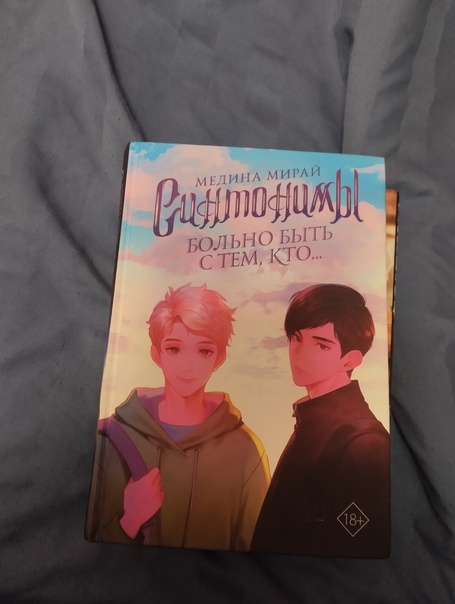 МЕДИНА МИРАЙ
Синтонимы
БОЛЬНО БЫТЬ
С ТЕМ, КТО...
18+